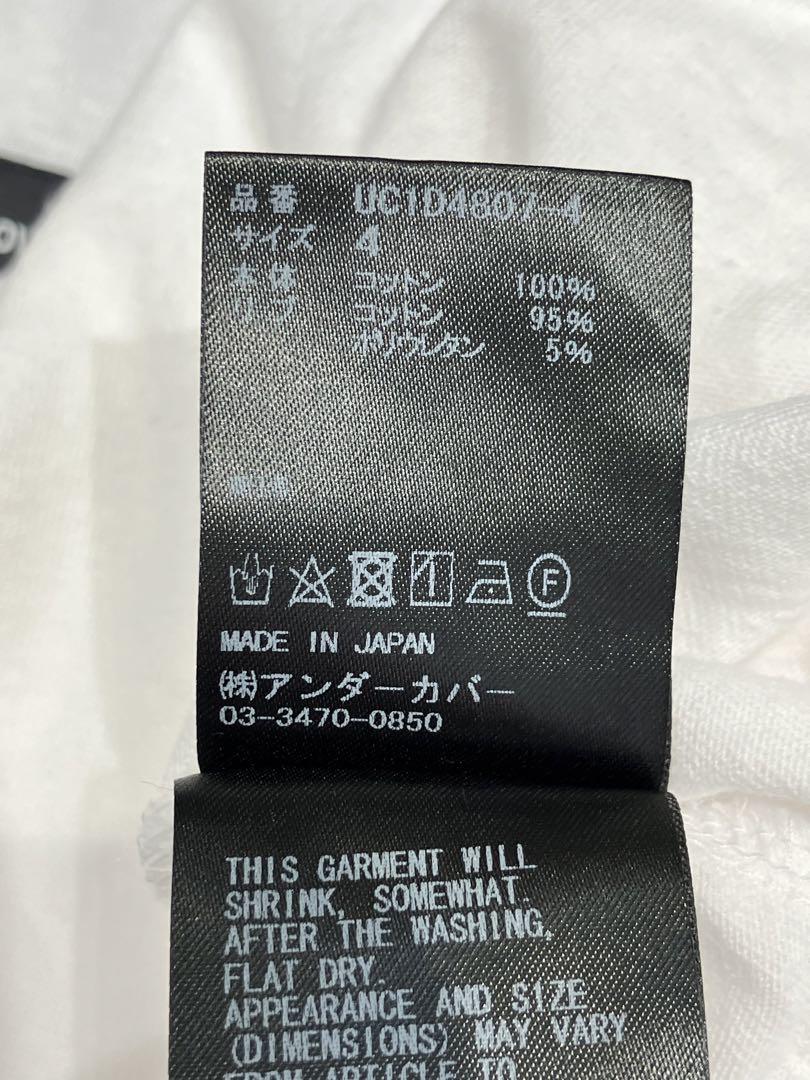 品番 UC1D4807-4
サイズ 4
本体 コットン 100%
リブ コットン 95%
ポリウレタン 5%
F
MADE IN JAPAN
㈱アンダーカバー
03-3470-0850
THIS GARMENT WILL
SHRINK, SOMEWHAT.
AFTER THE WASHING,
FLAT DRY.
APPEARANCE AND SIZE
(DIMENSIONS) MAY VARY
FROM ARTICLE TO